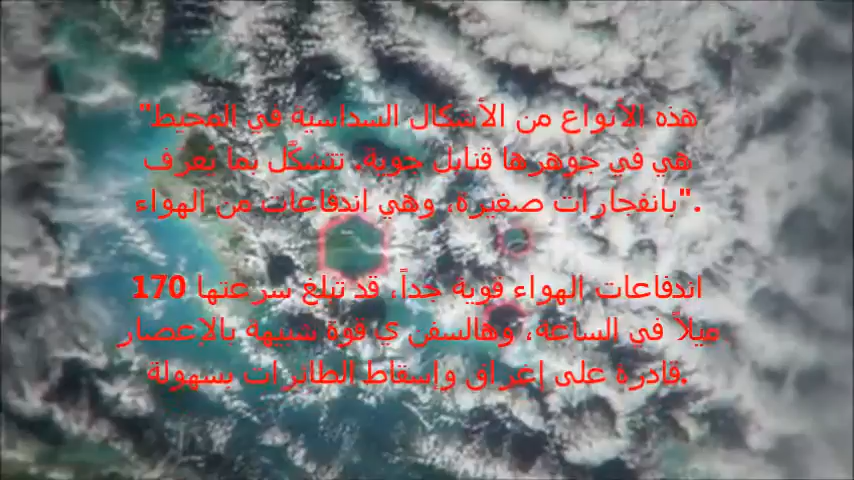 "هذه الأنواع من الأشكال السداسية في المحيط
هي في جوهرها قنابل جوية. تتشكَّل بما يُعرف
بانفجارات صغيرة، وهي اندفاعات من الهواء".
اندفاعات الهواء قوية جداً، قد تبلغ سرعتها 170
ميلاً في الساعة، وهالسفن ي قوة شبيهة بالإعصار
قادرة على إغراق وإسقاط الطائرات بسهولة.